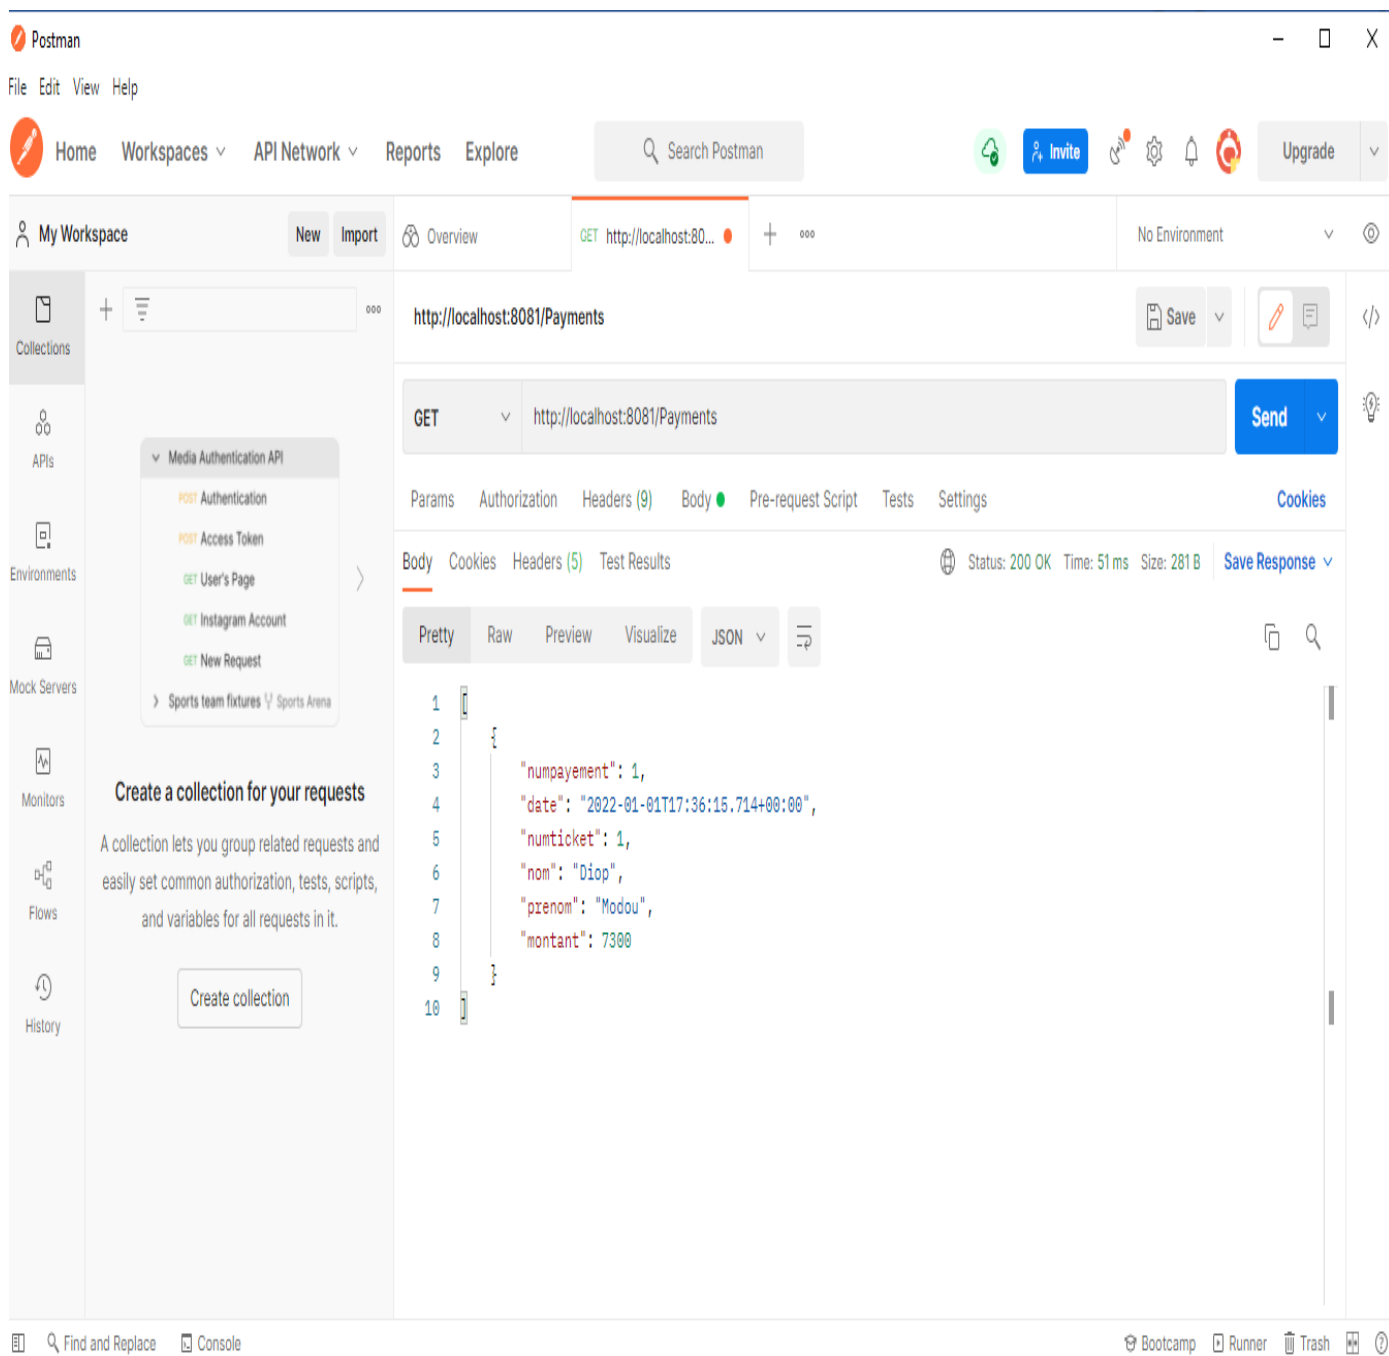 Postman
File Edit View Help
Home Workspaces API Network Reports Explore Search Postman Invite Upgrade
My Workspace New Import Overview GET http://localhost:80... No Environment
http://localhost:8081/Payments Save
Collections
GET http://localhost:8081/Payments Send
APIs
Media Authentication API
POST Authentication
POST Access Token
GET User's Page
GET Instagram Account
GET New Request
Sports team fixtures Sports Arena
Params Authorization Headers (9) Body Pre-request Script Tests Settings Cookies
Environments
Body Cookies Headers (5) Test Results Status: 200 OK Time: 51 ms Size: 281 B Save Response
Pretty Raw Preview Visualize JSON
Mock Servers
1 [
2 {
3 "numpayement": 1,
4 "date": "2022-01-01T17:36:15.714+00:00",
5 "numticket": 1,
6 "nom": "Diop",
7 "prenom": "Modou",
8 "montant": 7300
9 }
10 ]
Monitors
Create a collection for your requests
A collection lets you group related requests and
easily set common authorization, tests, scripts,
and variables for all requests in it.
Flows
Create collection
History
Find and Replace Console Bootcamp Runner Trash